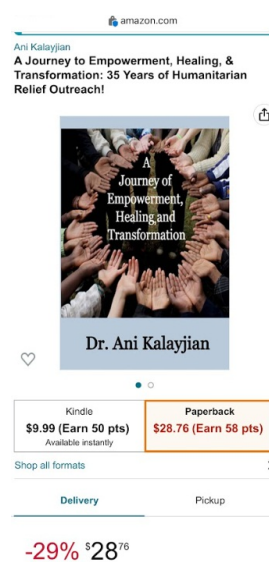 amazon.com
Ani Kalayjian
A Journey to Empowerment, Healing, &
Transformation: 35 Years of Humanitarian
Relief Outreach!
A
Journey of
Empowerment,
Healing and
Transformation
Dr. Ani Kalayjian
Kindle
$9.99 (Earn 50 pts)
Available instantly
Paperback
$28.76 (Earn 58 pts)
Shop all formats
Delivery
Pickup
-29% $28 76